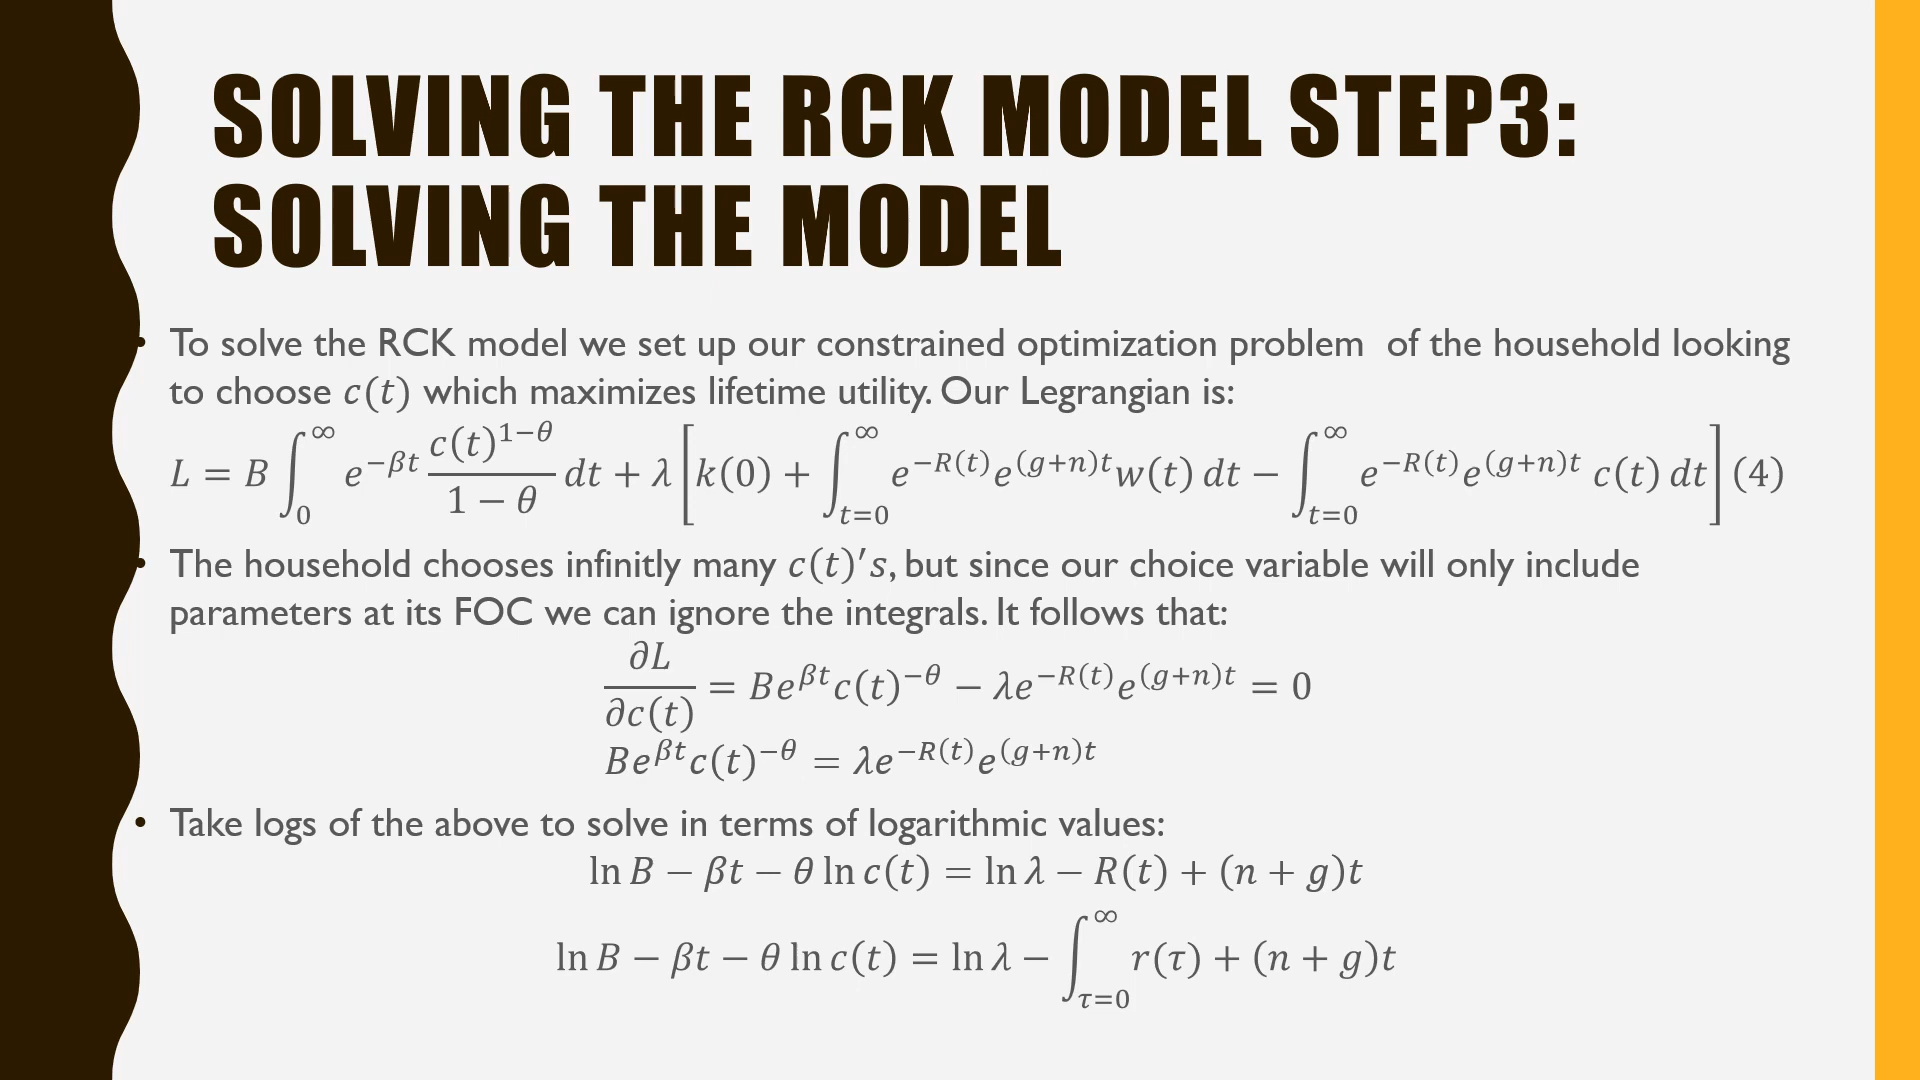 SOLVING THE RCK MODEL STEP3:
SOLVING THE MODEL
• To solve the RCK model we set up our constrained optimization problem of the household looking
to choose c(t) which maximizes lifetime utility. Our Legrangian is:
L = B ∫_0^∞ e^{−βt} \frac{c(t)^{1−θ}}{1 − θ} dt + λ [k(0) + ∫_{t=0}^∞ e^{−R(t)} e^{(g+n)t} w(t) dt − ∫_{t=0}^∞ e^{−R(t)} e^{(g+n)t} c(t) dt] (4)
• The household chooses infinitly many c(t)'s, but since our choice variable will only include
parameters at its FOC we can ignore the integrals. It follows that:
\frac{∂L}{∂c(t)} = Be^{βt} c(t)^{−θ} − λe^{−R(t)} e^{(g+n)t} = 0
Be^{βt} c(t)^{−θ} = λe^{−R(t)} e^{(g+n)t}
• Take logs of the above to solve in terms of logarithmic values:
ln B − βt − θ ln c(t) = ln λ − R(t) + (n + g)t
ln B − βt − θ ln c(t) = ln λ − ∫_{τ=0}^∞ r(τ) + (n + g)t